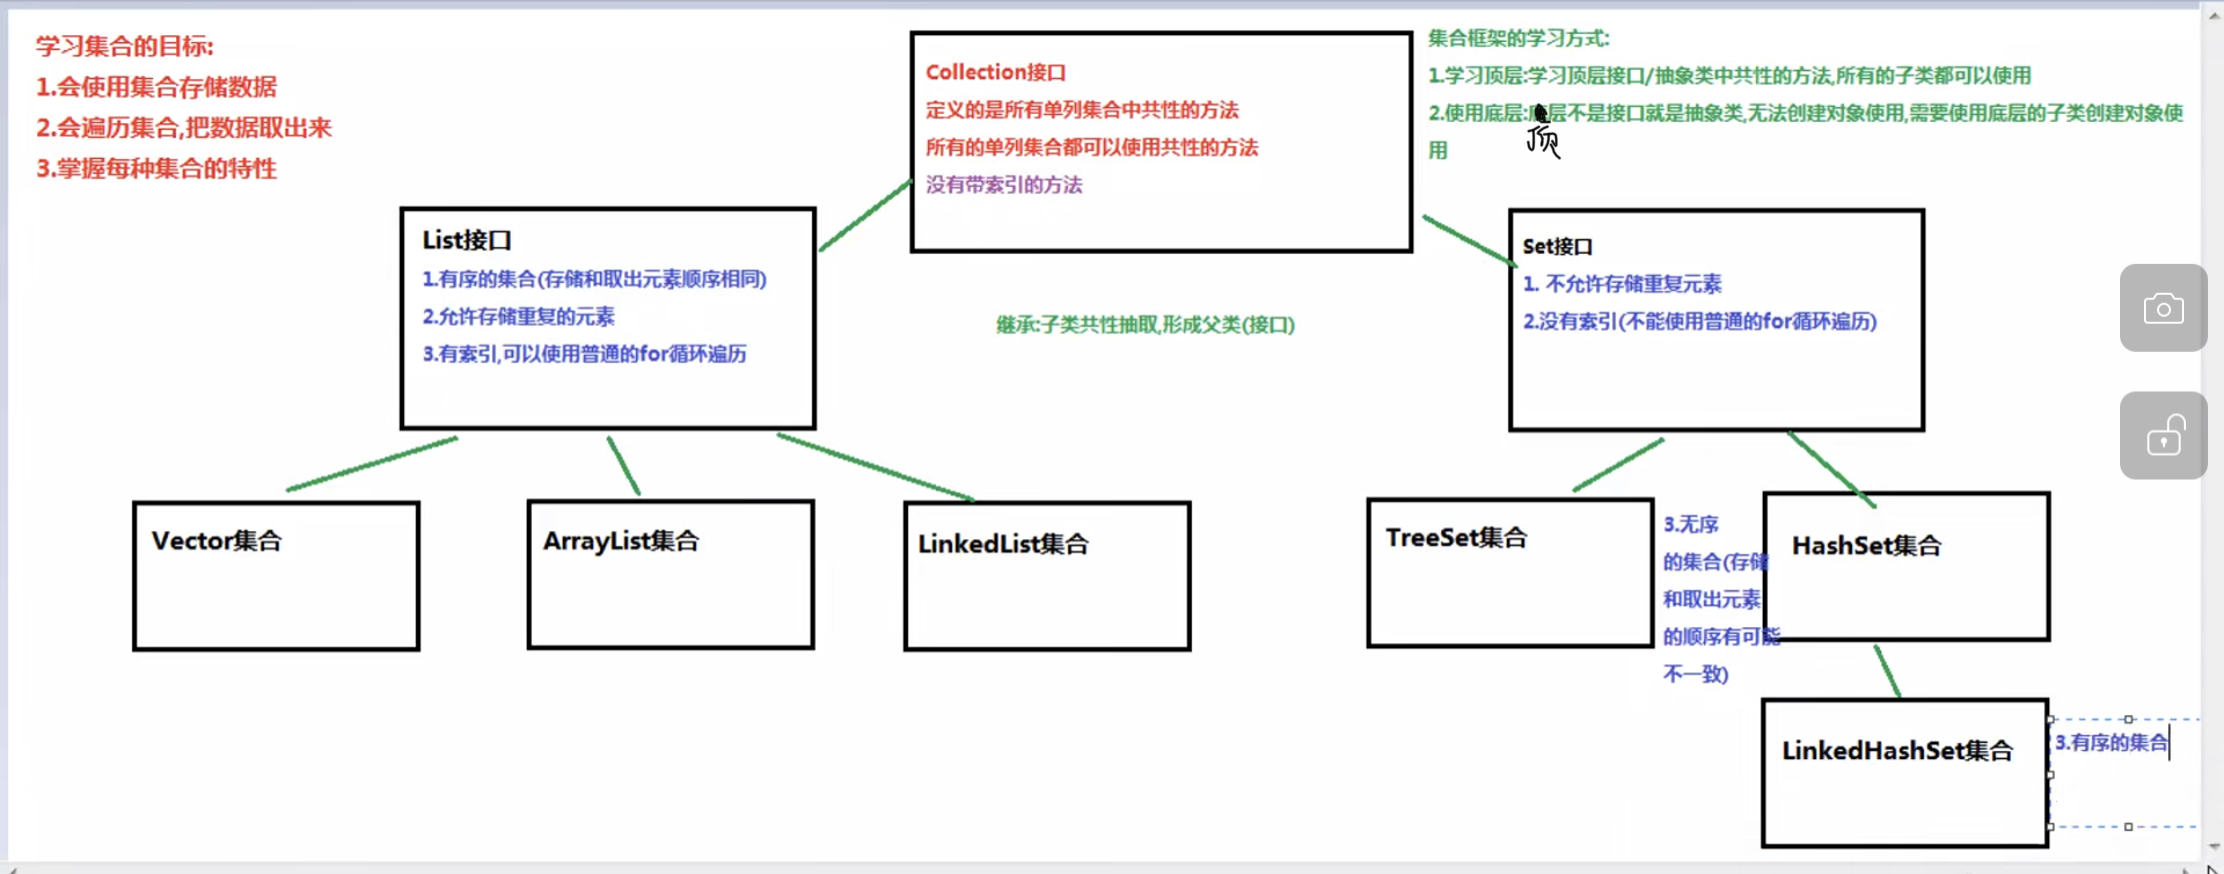 学习集合的目标:
1.会使用集合存储数据
2.会遍历集合,把数据取出来
3.掌握每种集合的特性
Collection接口
定义的是所有单列集合中共性的方法
所有的单列集合都可以使用共性的方法
没有带索引的方法
集合框架的学习方式:
1.学习顶层:学习顶层接口/抽象类中共性的方法,所有的子类都可以使用
2.使用底层:底层不是接口就是抽象类,无法创建对象使用,需要使用底层的子类创建对象使
用
顶
List接口
1.有序的集合(存储和取出元素顺序相同)
2.允许存储重复的元素
3.有索引,可以使用普通的for循环遍历
继承:子类共性抽取,形成父类(接口)
Set接口
1. 不允许存储重复元素
2.没有索引(不能使用普通的for循环遍历)
Vector集合
ArrayList集合
LinkedList集合
TreeSet集合
3.无序
的集合(存储
和取出元素
的顺序有可能
不一致)
HashSet集合
LinkedHashSet集合
3.有序的集合